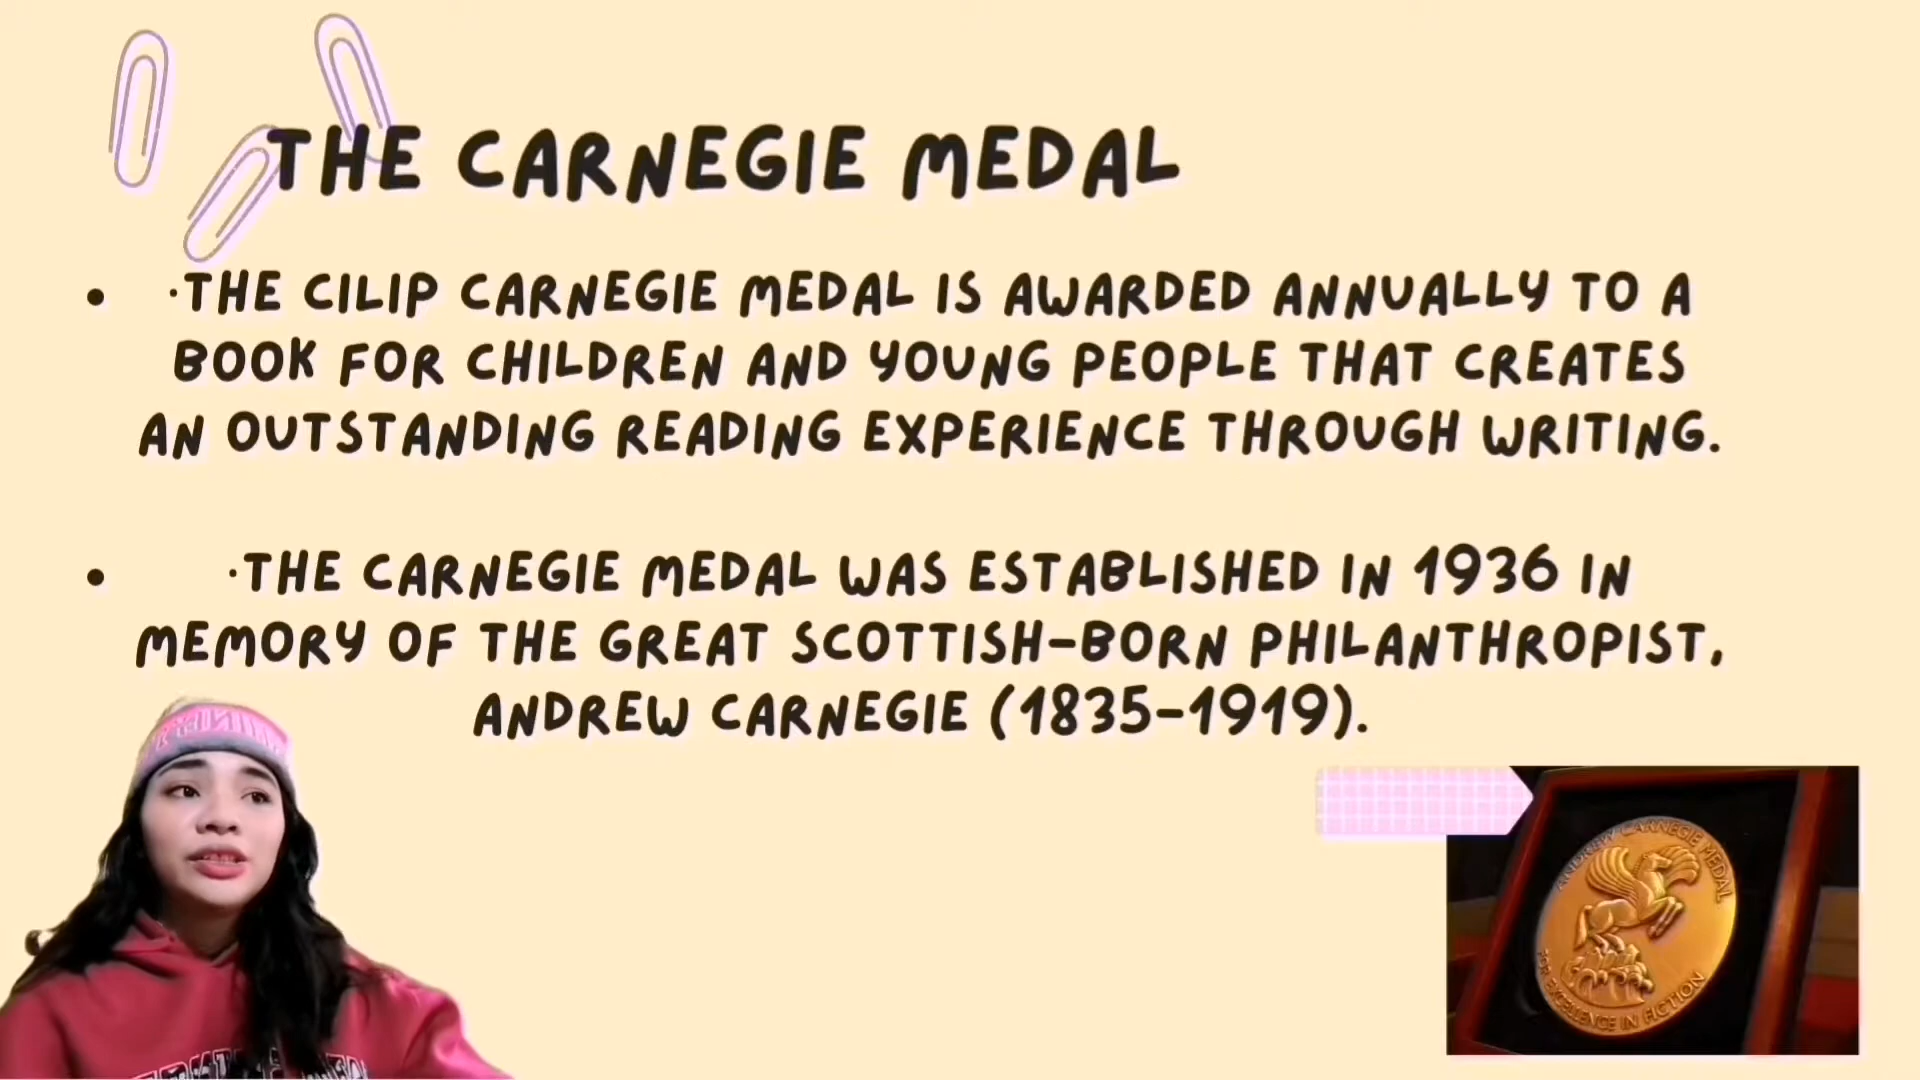 THE CARNEGIE MEDAL
• ·THE CILIP CARNEGIE MEDAL IS AWARDED ANNUALLY TO A
BOOK FOR CHILDREN AND YOUNG PEOPLE THAT CREATES
AN OUTSTANDING READING EXPERIENCE THROUGH WRITING.
• ·THE CARNEGIE MEDAL WAS ESTABLISHED IN 1936 IN
MEMORY OF THE GREAT SCOTTISH-BORN PHILANTHROPIST,
ANDREW CARNEGIE (1835-1919).
ANDREW CARNEGIE MEDAL
FOR EXCELLENCE IN FICTION